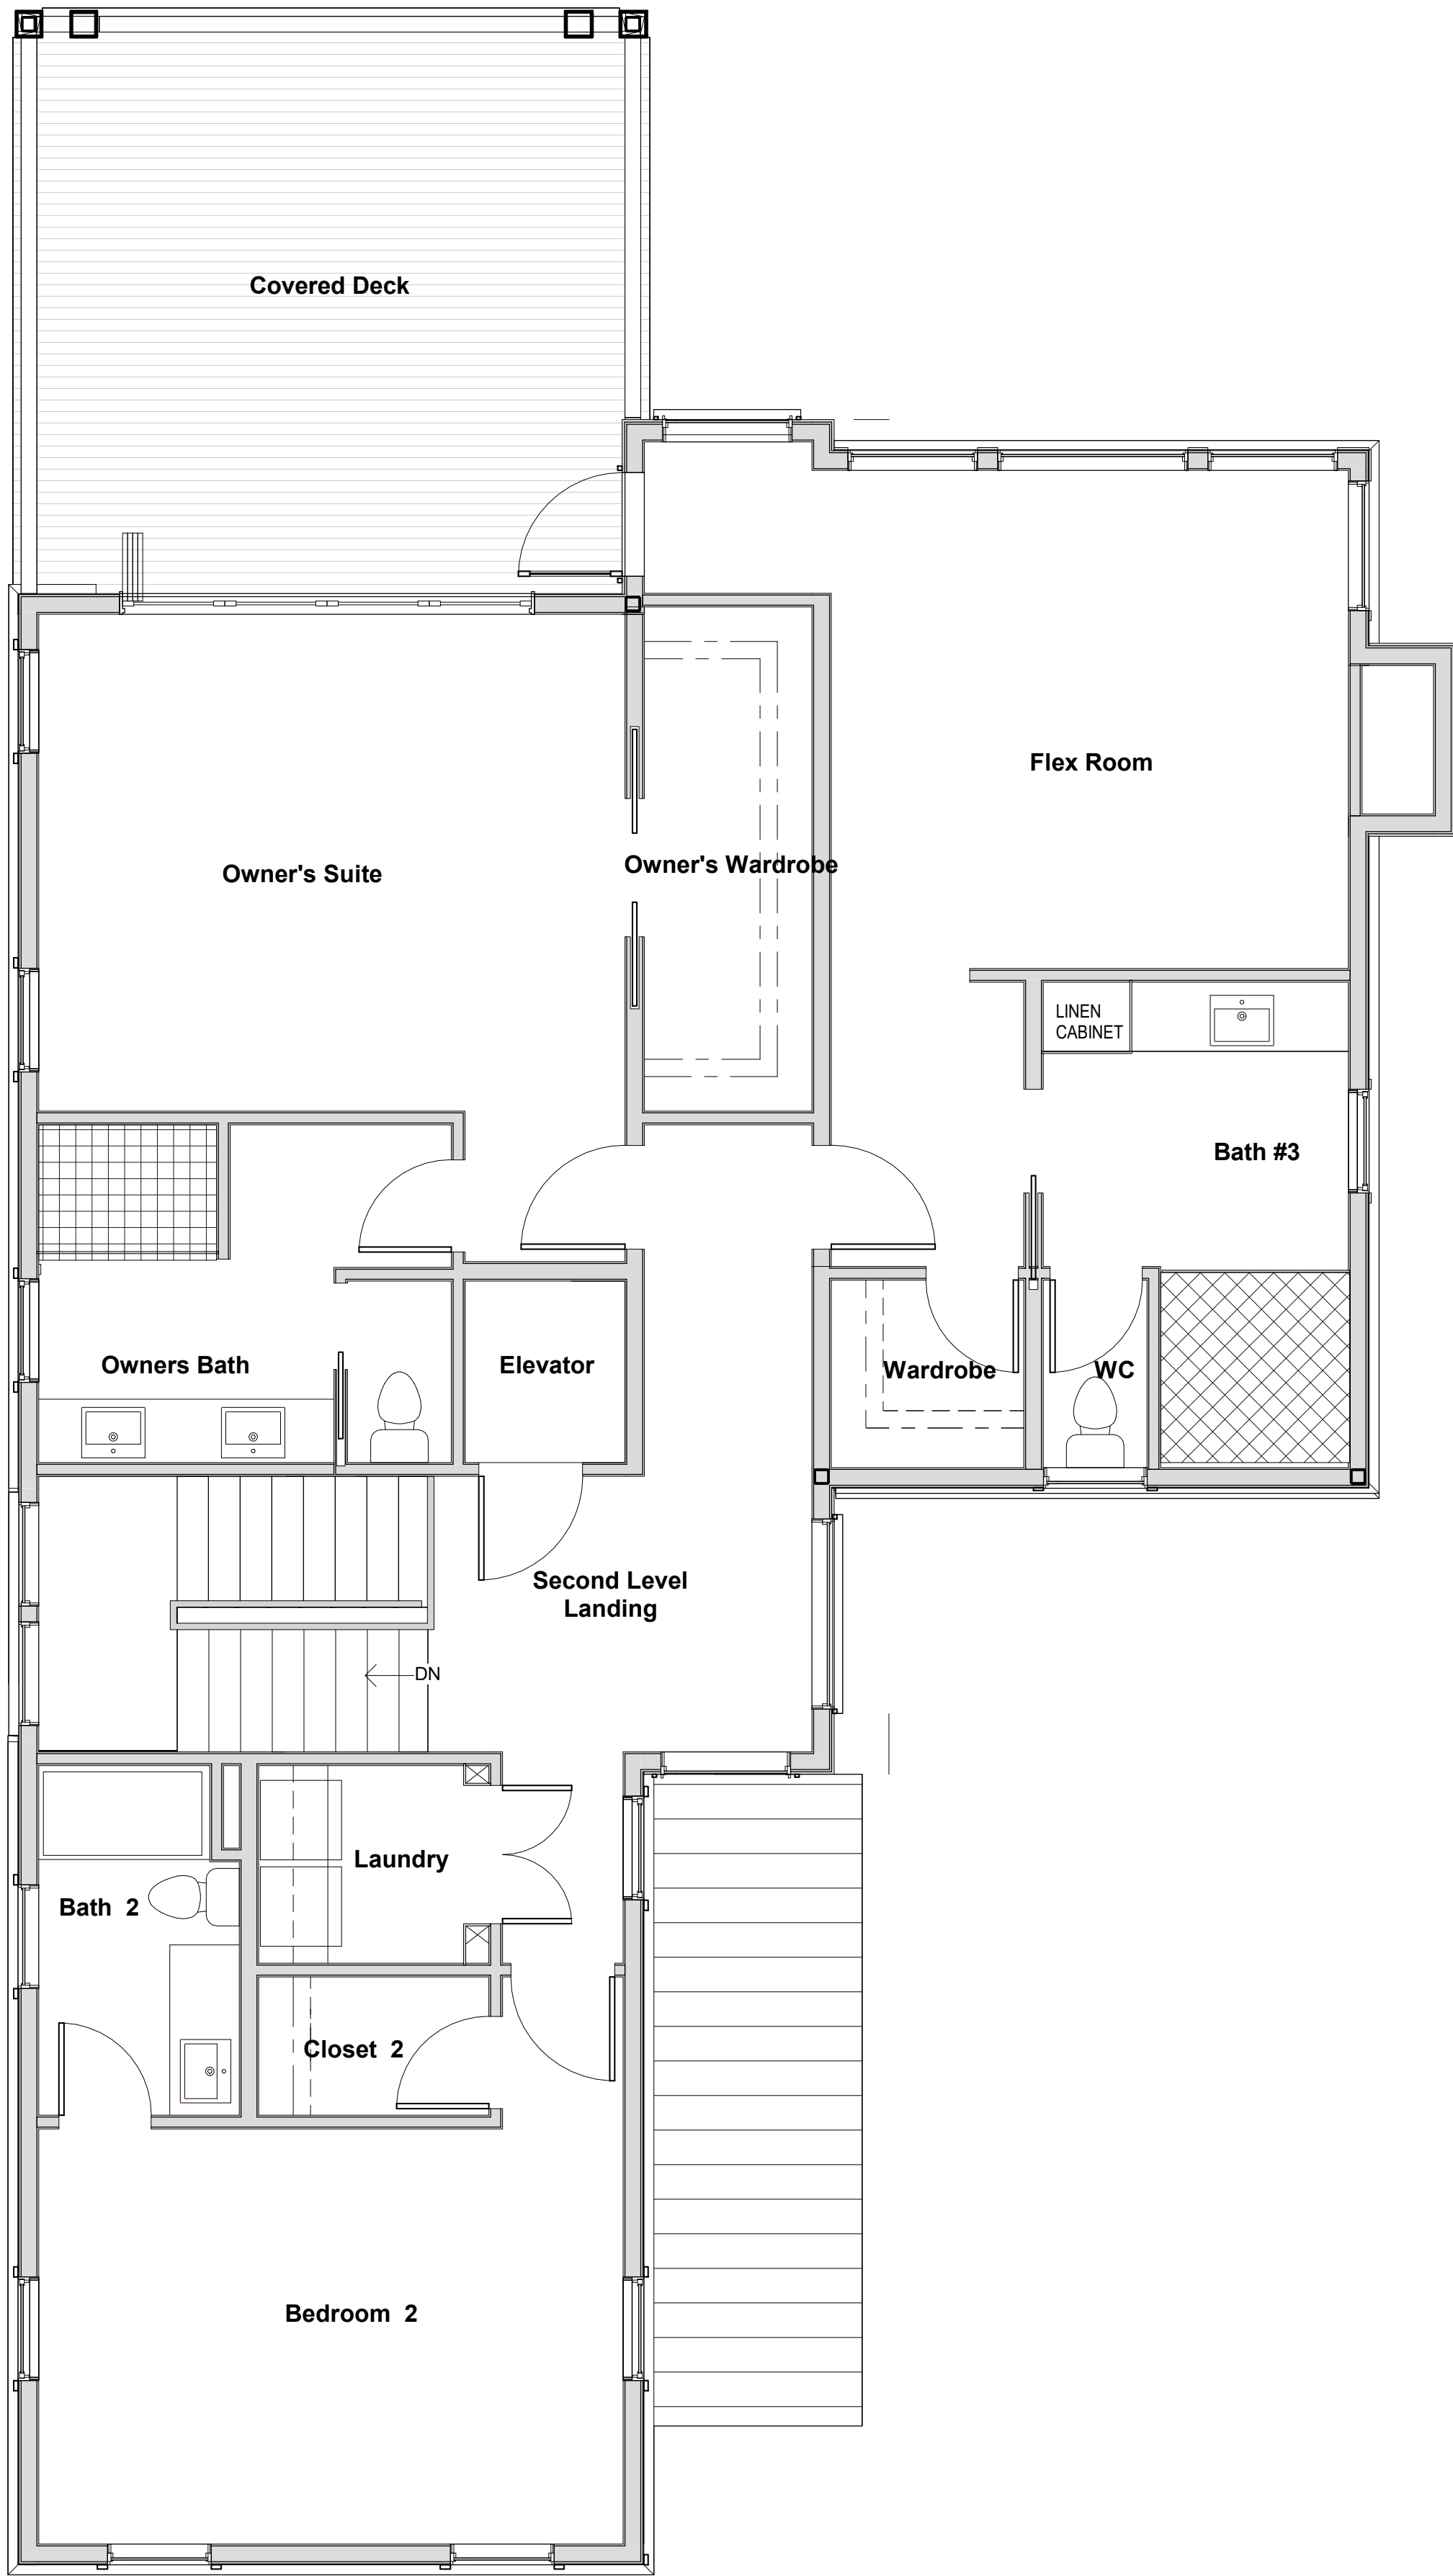 Covered Deck
Flex Room
Owner's Suite
Owner's Wardrobe
LINEN
CABINET
Bath #3
Owners Bath
Elevator
Wardrobe
WC
Second Level
Landing
DN
Laundry
Bath 2
Closet 2
Bedroom 2